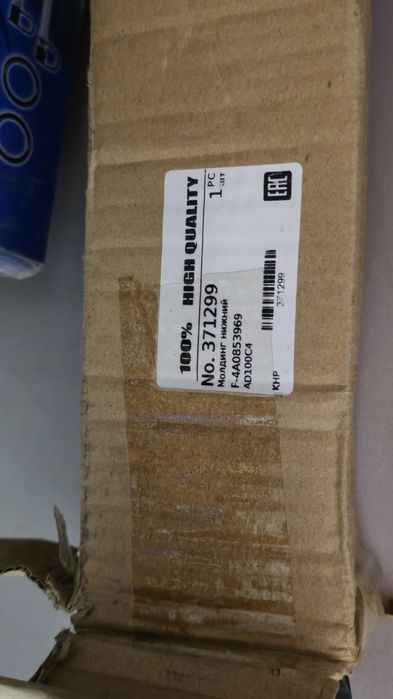 100% HIGH QUALITY
No. 371299
1 PC
шт
Молдинг нижний
F-4A0853969
AD100C4
EAC
371299
KHP